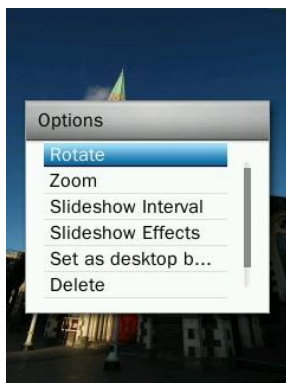 Options
Rotate
Zoom
Slideshow Interval
Slideshow Effects
Set as desktop b...
Delete